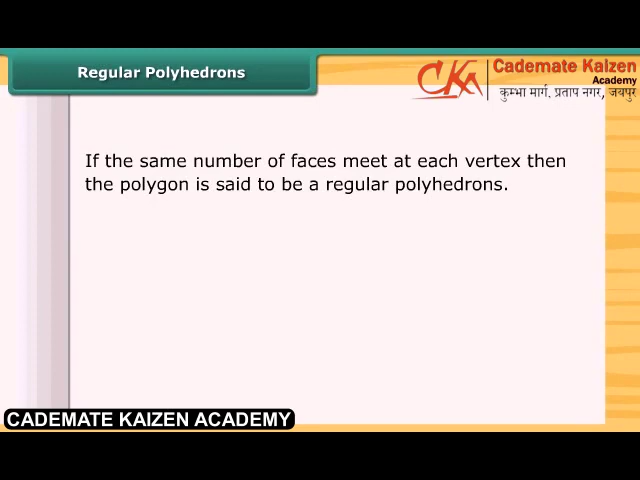 Regular Polyhedrons
CKA
Cademate Kaizen
Academy
कुम्भा मार्ग. प्रताप नगर, जयपुर
If the same number of faces meet at each vertex then
the polygon is said to be a regular polyhedrons.
CADEMATE KAIZEN ACADEMY